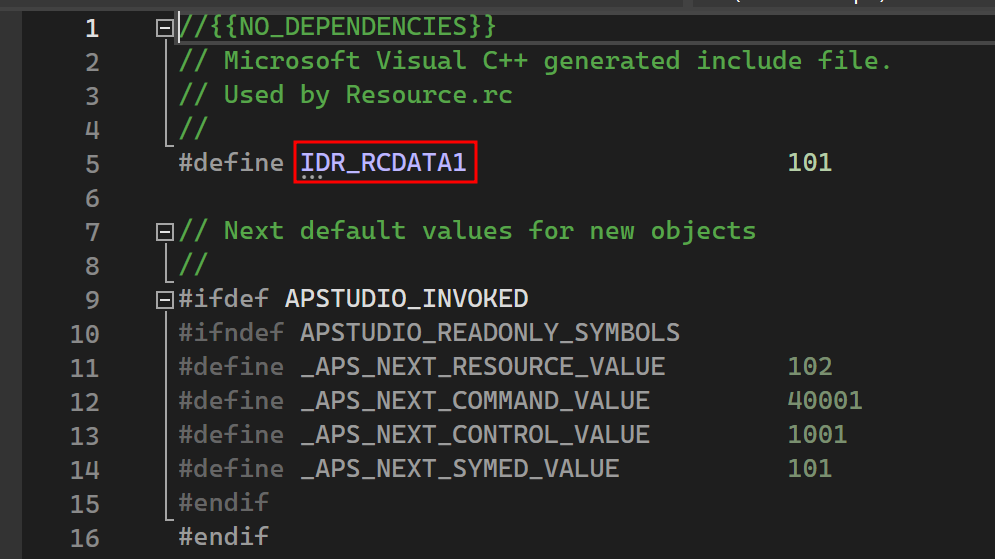 1 //{{NO_DEPENDENCIES}}
2 // Microsoft Visual C++ generated include file.
3 // Used by Resource.rc
4 //
5 #define IDR_RCDATA1 101
6
7 // Next default values for new objects
8 //
9 #ifdef APSTUDIO_INVOKED
10 #ifndef APSTUDIO_READONLY_SYMBOLS
11 #define _APS_NEXT_RESOURCE_VALUE 102
12 #define _APS_NEXT_COMMAND_VALUE 40001
13 #define _APS_NEXT_CONTROL_VALUE 1001
14 #define _APS_NEXT_SYMED_VALUE 101
15 #endif
16 #endif